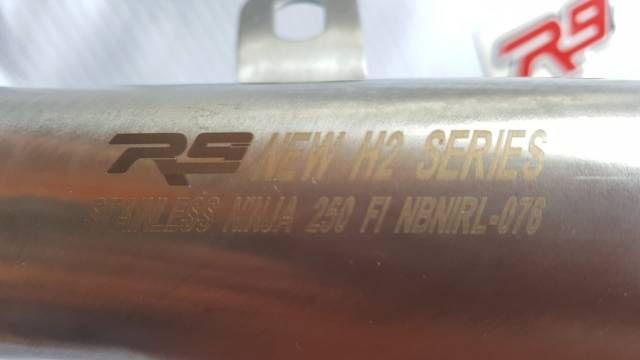 R9
R9 NEW H2 SERIES
STAINLESS NINJA 250 FI NBNIRL-076